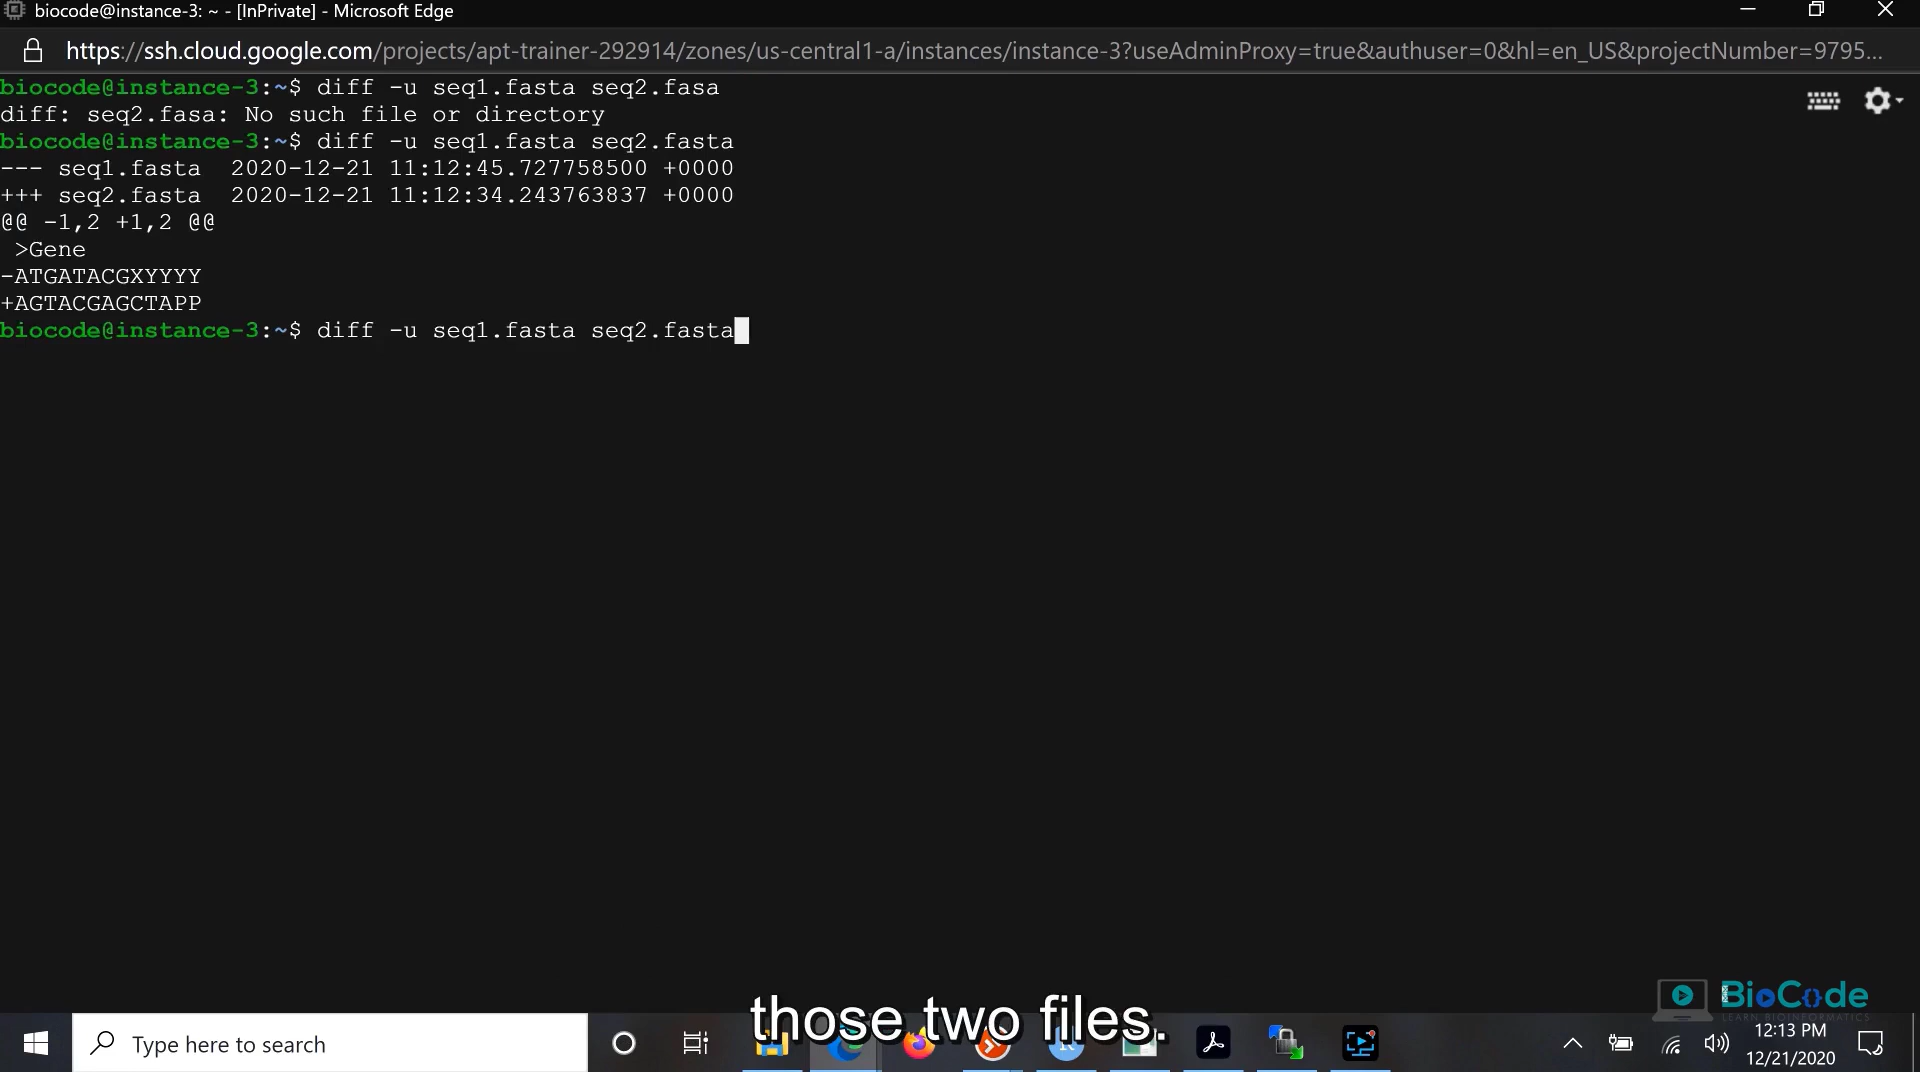 biocode@instance-3: ~ - [InPrivate] - Microsoft Edge
https://ssh.cloud.google.com/projects/apt-trainer-292914/zones/us-central1-a/instances/instance-3?useAdminProxy=true&authuser=0&hl=en_US&projectNumber=9795...
biocode@instance-3:~$ diff -u seq1.fasta seq2.fasa
diff: seq2.fasa: No such file or directory
biocode@instance-3:~$ diff -u seq1.fasta seq2.fasta
--- seq1.fasta  2020-12-21 11:12:45.727758500 +0000
+++ seq2.fasta  2020-12-21 11:12:34.243763837 +0000
@@ -1,2 +1,2 @@
 >Gene
-ATGATACGXYYYY
+AGTACGAGCTAPP
biocode@instance-3:~$ diff -u seq1.fasta seq2.fasta
BioCode
LEARN BIOINFORMATICS
those two files.
Type here to search
12:13 PM
12/21/2020